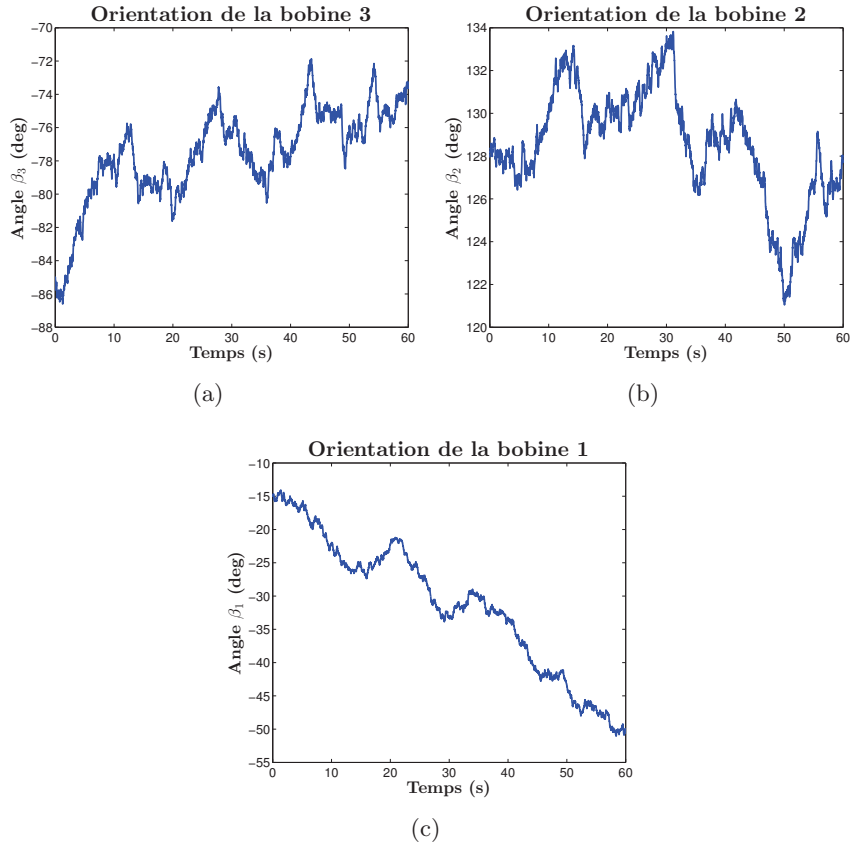 Orientation de la bobine 3
−70
−72
−74
−76
−78
−80
−82
−84
−86
−88
Angle β₃ (deg)
0 10 20 30 40 50 60
Temps (s)
(a)
Orientation de la bobine 2
134
132
130
128
126
124
122
120
Angle β₂ (deg)
0 10 20 30 40 50 60
Temps (s)
(b)
Orientation de la bobine 1
−10
−15
−20
−25
−30
−35
−40
−45
−50
−55
Angle β₁ (deg)
0 10 20 30 40 50 60
Temps (s)
(c)